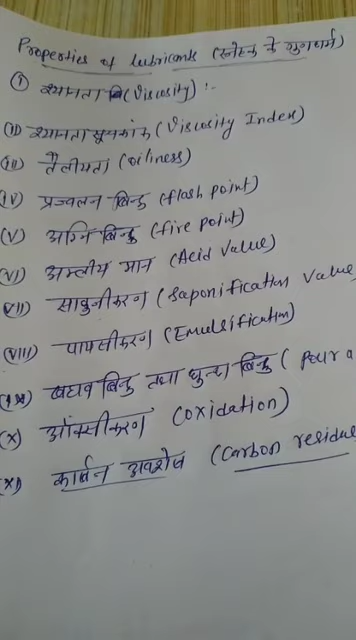 Properties of lubricants (स्नेहक के गुणधर्म)
(I) श्यानता (Viscosity) :-
(II) श्यानता सूचकांक (Viscosity Index)
(III) तैलीयता (oiliness)
(IV) प्रज्वलन बिन्दु (flash point)
(V) अग्नि बिन्दु (fire point)
(VI) अम्लीय मान (Acid Value)
(VII) साबुनीकरण (Saponification Value)
(VIII) पायसीकरण (Emulsification)
(IX) बहाव बिन्दु तथा बिन्दु (Pour a
(X) ऑक्सीकरण (oxidation)
(XI) कार्बन अवशेष (Carbon residue